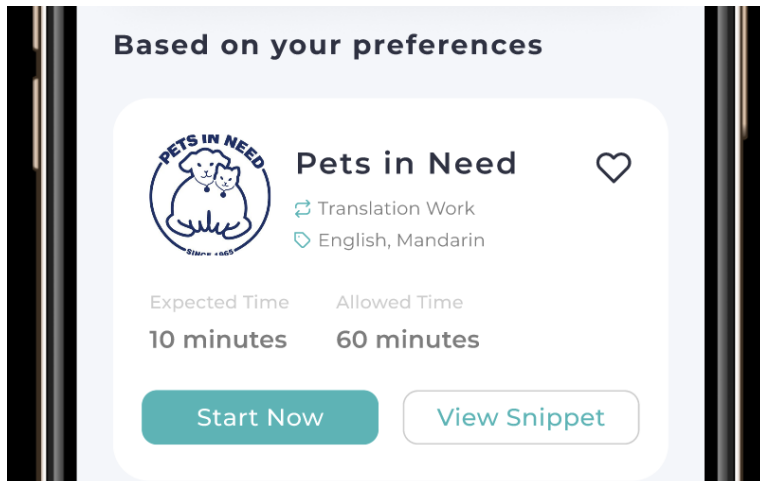 Based on your preferences
PETS IN NEED
SINCE 1965
Pets in Need
Translation Work
English, Mandarin
Expected Time
Allowed Time
10 minutes
60 minutes
Start Now
View Snippet